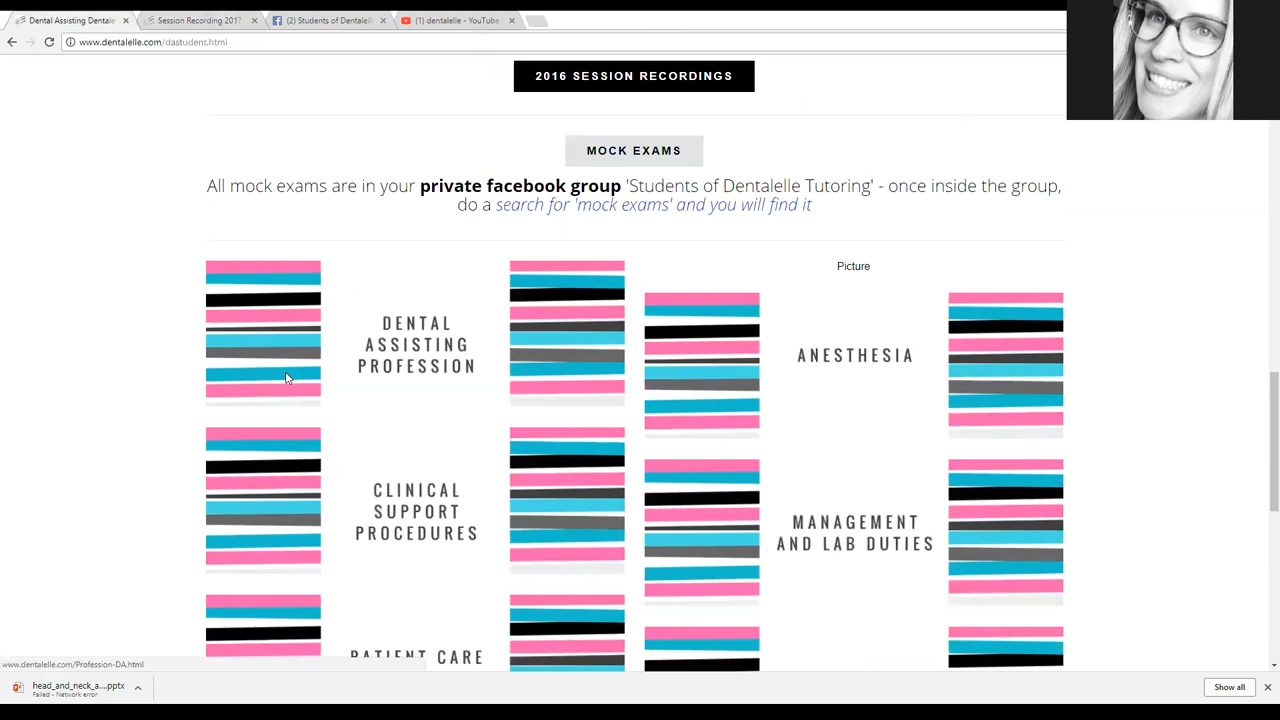 Dental Assisting Dentale
Session Recording 2017
(2) Students of Dentalelle
(1) dentalelle - YouTube
www.dentalelle.com/dastudent.html
2016 SESSION RECORDINGS
MOCK EXAMS
All mock exams are in your private facebook group 'Students of Dentalelle Tutoring' - once inside the group,
do a search for 'mock exams' and you will find it
DENTAL
ASSISTING
PROFESSION
Picture
ANESTHESIA
CLINICAL
SUPPORT
PROCEDURES
MANAGEMENT
AND LAB DUTIES
PATIENT CARE
www.dentalelle.com/Profession-DA.html
head_and_neck_a....pptx
Failed - Network error
Show all